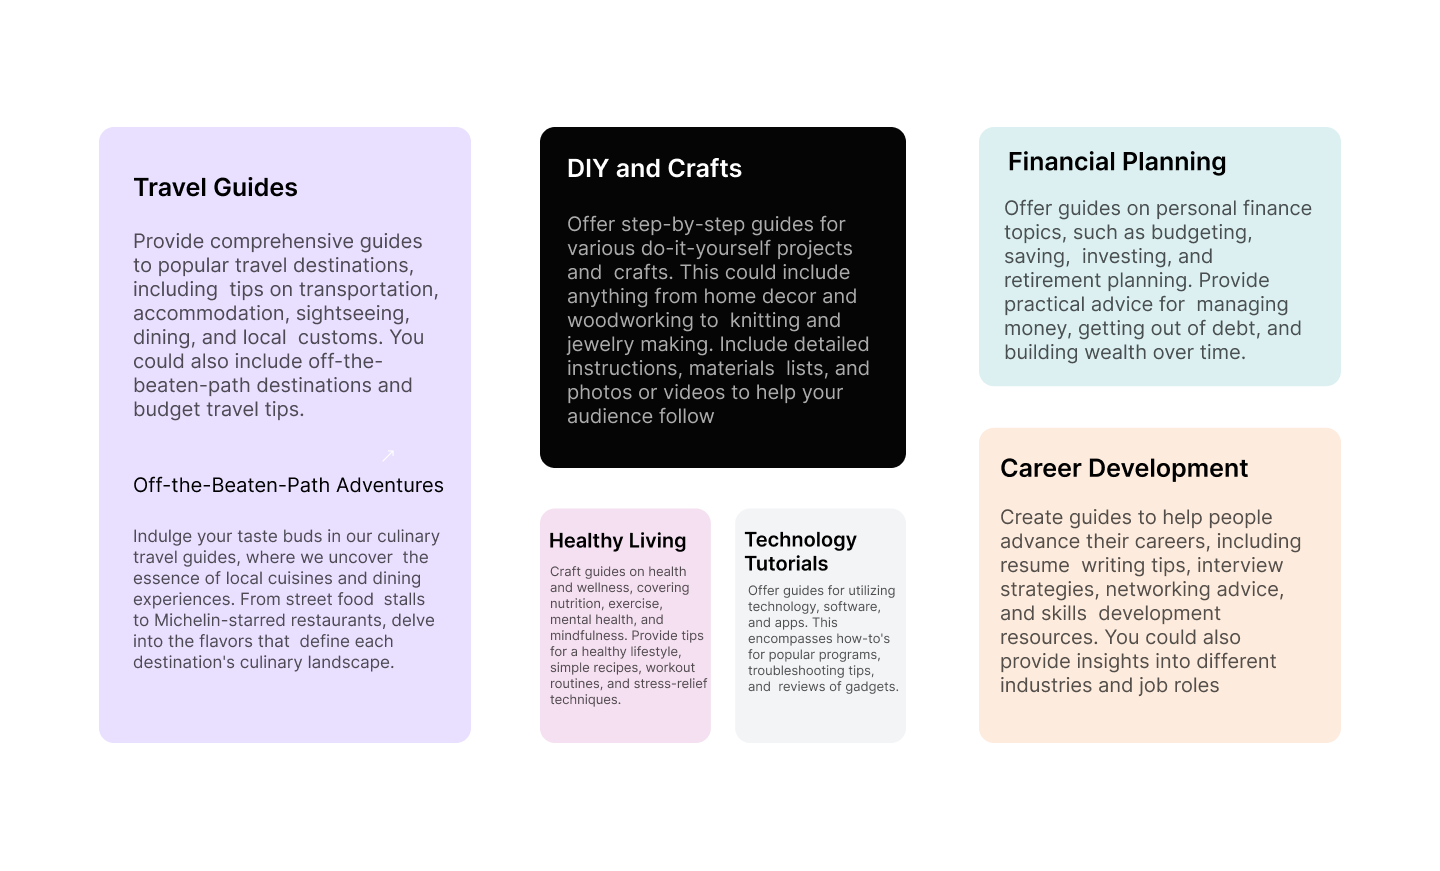 Travel Guides
Provide comprehensive guides
to popular travel destinations,
including  tips on transportation,
accommodation, sightseeing,
dining, and local  customs. You
could also include off-the-
beaten-path destinations and
budget travel tips.
↗
Off-the-Beaten-Path Adventures
Indulge your taste buds in our culinary
travel guides, where we uncover  the
essence of local cuisines and dining
experiences. From street food  stalls
to Michelin-starred restaurants, delve
into the flavors that  define each
destination's culinary landscape.
DIY and Crafts
Offer step-by-step guides for
various do-it-yourself projects
and  crafts. This could include
anything from home decor and
woodworking to  knitting and
jewelry making. Include detailed
instructions, materials  lists, and
photos or videos to help your
audience follow
Healthy Living
Craft guides on health
and wellness, covering
nutrition, exercise,
mental health, and
mindfulness. Provide tips
for a healthy lifestyle,
simple recipes, workout
routines, and stress-relief
techniques.
Technology
Tutorials
Offer guides for utilizing
technology, software,
and apps. This
encompasses how-to's
for popular programs,
troubleshooting tips,
and  reviews of gadgets.
Financial Planning
Offer guides on personal finance
topics, such as budgeting,
saving,  investing, and
retirement planning. Provide
practical advice for  managing
money, getting out of debt, and
building wealth over time.
Career Development
Create guides to help people
advance their careers, including
resume  writing tips, interview
strategies, networking advice,
and skills  development
resources. You could also
provide insights into different
industries and job roles